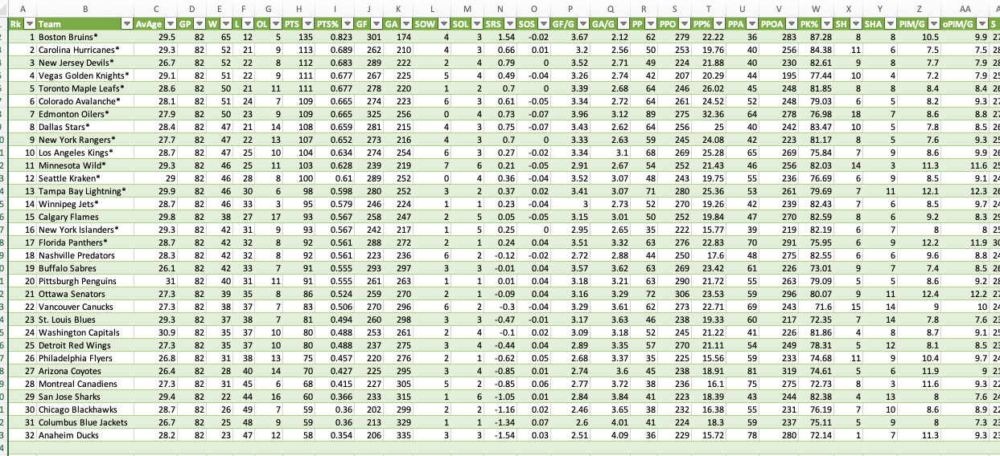 A B C D E F G H I J K L M N O P Q R S T U V W X Y Z AA
Rk Team AvAge GP W L OL PTS PTS% GF GA SOW SOL SRS SOS GF/G GA/G PP PPO PP% PPA PPOA PK% SH SHA PIM/G oPIM/G S
1 Boston Bruins* 29.5 82 65 12 5 135 0.823 301 174 4 3 1.54 -0.02 3.67 2.12 62 279 22.22 36 283 87.28 8 8 10.5 9.9 27
2 Carolina Hurricanes* 29.3 82 52 21 9 113 0.689 262 210 4 3 0.66 0.01 3.2 2.56 50 253 19.76 40 256 84.38 11 6 7.5 7.5 28
3 New Jersey Devils* 26.7 82 52 22 8 112 0.683 289 222 2 4 0.79 0 3.52 2.71 49 224 21.88 40 230 82.61 9 8 7.7 7.9 28
4 Vegas Golden Knights* 29.1 82 51 22 9 111 0.677 267 225 5 4 0.49 -0.04 3.26 2.74 42 207 20.29 44 195 77.44 10 4 7.2 7.9 25
5 Toronto Maple Leafs* 28.6 82 50 21 11 111 0.677 278 220 1 2 0.7 0 3.39 2.68 64 246 26.02 45 248 81.85 8 8 8.4 8.4 26
6 Colorado Avalanche* 28.1 82 51 24 7 109 0.665 274 223 6 3 0.61 -0.05 3.34 2.72 64 261 24.52 52 248 79.03 6 5 8.2 9.3 27
7 Edmonton Oilers* 27.9 82 50 23 9 109 0.665 325 256 0 4 0.73 -0.07 3.96 3.12 89 275 32.36 64 278 76.98 18 7 8.6 8.8 27
8 Dallas Stars* 28.4 82 47 21 14 108 0.659 281 215 4 3 0.75 -0.07 3.43 2.62 64 256 25 40 242 83.47 10 5 7.8 8.5 26
9 New York Rangers* 27.7 82 47 22 13 107 0.652 273 216 4 3 0.7 0 3.33 2.63 59 245 24.08 42 223 81.17 8 5 7.6 9.3 25
10 Los Angeles Kings* 28.7 82 47 25 10 104 0.634 274 254 6 3 0.27 -0.02 3.34 3.1 68 269 25.28 65 269 75.84 7 9 8.6 9.9 26
11 Minnesota Wild* 29.3 82 46 25 11 103 0.628 239 219 7 6 0.21 -0.05 2.91 2.67 54 252 21.43 46 256 82.03 14 3 11.3 11.6 25
12 Seattle Kraken* 29 82 46 28 8 100 0.61 289 252 0 4 0.36 -0.04 3.52 3.07 48 243 19.75 55 236 76.69 6 9 8.5 9.1 24
13 Tampa Bay Lightning* 29.9 82 46 30 6 98 0.598 280 252 3 2 0.37 0.02 3.41 3.07 71 280 25.36 53 261 79.69 7 11 12.1 12.3 26
14 Winnipeg Jets* 28.7 82 46 33 3 95 0.579 246 224 1 1 0.23 -0.04 3 2.73 52 270 19.26 42 239 82.43 7 6 8.5 9.7 24
15 Calgary Flames 29.8 82 38 27 17 93 0.567 258 247 2 5 0.05 -0.05 3.15 3.01 50 252 19.84 47 270 82.59 8 6 9.2 8.3 29
16 New York Islanders* 29.3 82 42 31 9 93 0.567 242 217 1 5 0.25 0 2.95 2.65 35 222 15.77 39 219 82.19 6 7 8 8 25
17 Florida Panthers* 28.7 82 42 32 8 92 0.561 288 272 2 1 0.24 0.04 3.51 3.32 63 276 22.83 70 291 75.95 6 9 12.2 11.9 30
18 Nashville Predators 28.3 82 42 32 8 92 0.561 223 236 6 2 -0.12 -0.02 2.72 2.88 44 250 17.6 48 275 82.55 6 6 9.6 8.8 24
19 Buffalo Sabres 26.1 82 42 33 7 91 0.555 293 297 3 3 -0.01 0.04 3.57 3.62 63 269 23.42 61 226 73.01 9 7 7.4 8.5 26
20 Pittsburgh Penguins 31 82 40 31 11 91 0.555 261 263 1 1 0.01 0.04 3.18 3.21 63 290 21.72 55 263 79.09 5 5 8.6 9.2 28
21 Ottawa Senators 27.3 82 39 35 8 86 0.524 259 270 2 1 -0.09 0.04 3.16 3.29 72 306 23.53 59 296 80.07 9 11 12.4 12.2 27
22 Vancouver Canucks 27.3 82 38 37 7 83 0.506 270 296 6 2 -0.3 -0.04 3.29 3.61 62 273 22.71 69 243 71.6 15 14 9 10 24
23 St. Louis Blues 29.3 82 37 38 7 81 0.494 260 298 3 3 -0.47 -0.01 3.17 3.63 46 238 19.33 60 217 72.35 7 14 7.8 7.6 23
24 Washington Capitals 30.9 82 35 37 10 80 0.488 253 261 2 4 -0.1 0.02 3.09 3.18 52 245 21.22 41 226 81.86 4 8 8.7 9.1 25
25 Detroit Red Wings 27.3 82 35 37 10 80 0.488 237 275 3 4 -0.44 0.04 2.89 3.35 57 270 21.11 54 249 78.31 5 12 8.1 8.5 23
26 Philadelphia Flyers 26.8 82 31 38 13 75 0.457 220 276 2 1 -0.62 0.05 2.68 3.37 35 225 15.56 59 233 74.68 11 9 10.4 9.7 24
27 Arizona Coyotes 26.4 82 28 40 14 70 0.427 225 295 3 4 -0.85 0.01 2.74 3.6 45 238 18.91 81 319 74.61 5 6 11.9 9 21
28 Montreal Canadiens 27.3 82 31 45 6 68 0.415 227 305 5 2 -0.85 0.06 2.77 3.72 38 236 16.1 75 275 72.73 8 3 11.6 9.3 22
29 San Jose Sharks 29.4 82 22 44 16 60 0.366 233 315 1 6 -1.05 0.01 2.84 3.84 41 223 18.39 43 244 82.38 4 13 8 7.6 24
30 Chicago Blackhawks 28.7 82 26 49 7 59 0.36 202 299 2 2 -1.16 0.02 2.46 3.65 38 232 16.38 55 231 76.19 7 10 8.6 8.9 22
31 Columbus Blue Jackets 26.7 82 25 48 9 59 0.36 213 329 1 1 -1.34 0.07 2.6 4.01 41 224 18.3 59 237 75.11 5 9 8 7.3 23
32 Anaheim Ducks 28.2 82 23 47 12 58 0.354 206 335 3 3 -1.54 0.03 2.51 4.09 36 229 15.72 78 280 72.14 1 7 11.3 9.3 23